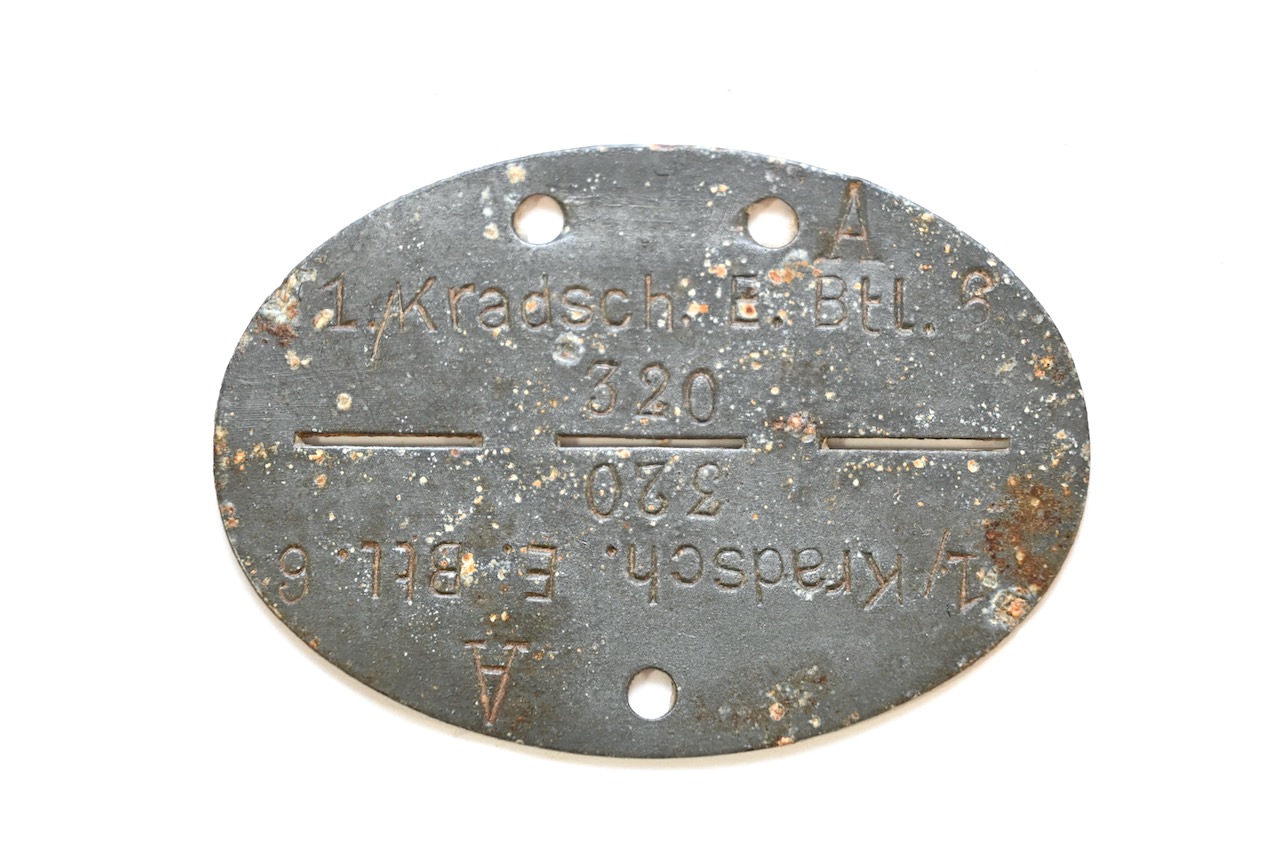 A
1./Kradsch. E. Btl. 6
320
320
1/Kradsch. E. Btl. 6
A